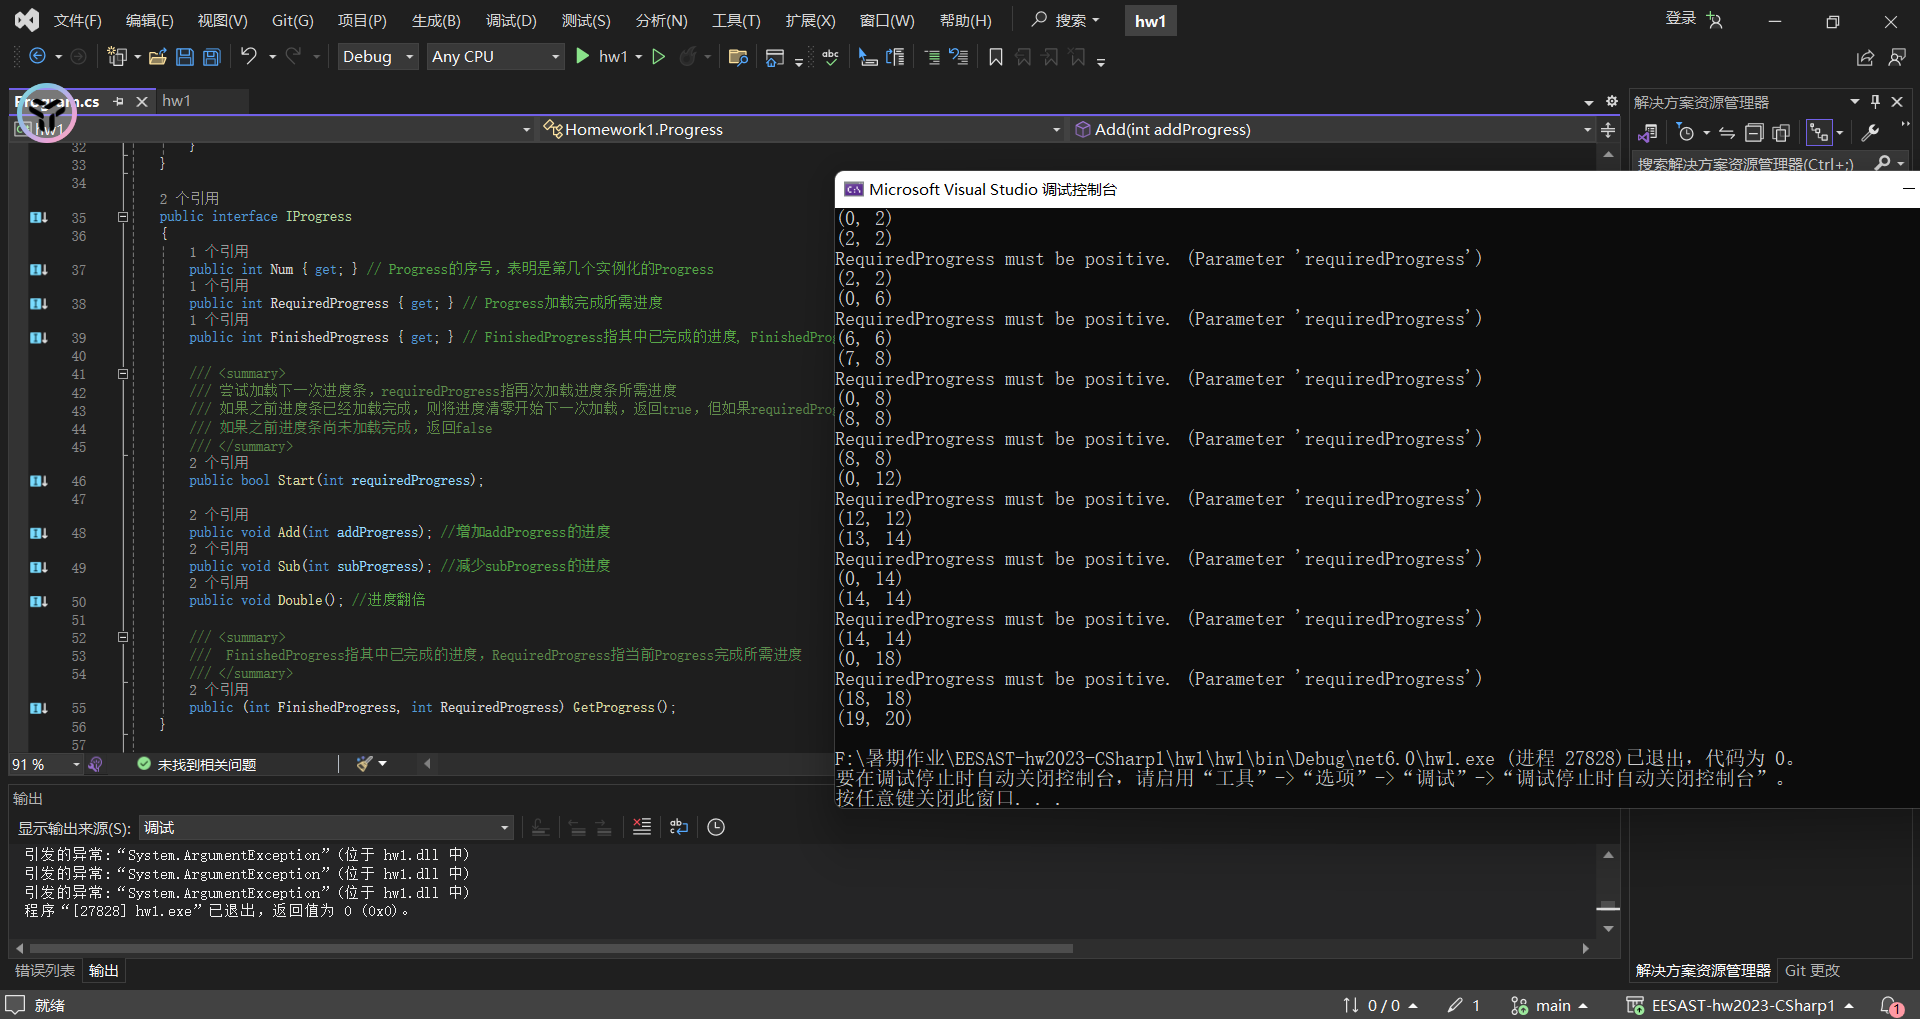 文件(F) 编辑(E) 视图(V) Git(G) 项目(P) 生成(B) 调试(D) 测试(S) 分析(N) 工具(T) 扩展(X) 窗口(W) 帮助(H) 搜索 hw1 登录
Debug Any CPU hw1
Program.cs hw1
hw1 Homework1.Progress Add(int addProgress)
32 }
33 }
34
2 个引用
35 public interface IProgress
36 {
1 个引用
37 public int Num { get; } // Progress的序号，表明是第几个实例化的Progress
1 个引用
38 public int RequiredProgress { get; } // Progress加载完成所需进度
1 个引用
39 public int FinishedProgress { get; } // FinishedProgress指其中已完成的进度, FinishedPro
40
41 /// <summary>
42 /// 尝试加载下一次进度条，requiredProgress指再次加载进度条所需进度
43 /// 如果之前进度条已经加载完成，则将进度清零开始下一次加载，返回true，但如果requiredPro
44 /// 如果之前进度条尚未加载完成，返回false
45 /// </summary>
2 个引用
46 public bool Start(int requiredProgress);
47
2 个引用
48 public void Add(int addProgress); //增加addProgress的进度
2 个引用
49 public void Sub(int subProgress); //减少subProgress的进度
2 个引用
50 public void Double(); //进度翻倍
51
52 /// <summary>
53 /// FinishedProgress指其中已完成的进度，RequiredProgress指当前Progress完成所需进度
54 /// </summary>
2 个引用
55 public (int FinishedProgress, int RequiredProgress) GetProgress();
56 }
57
91 % 未找到相关问题
输出
显示输出来源(S): 调试
引发的异常:“System.ArgumentException”(位于 hw1.dll 中)
引发的异常:“System.ArgumentException”(位于 hw1.dll 中)
引发的异常:“System.ArgumentException”(位于 hw1.dll 中)
程序“[27828] hw1.exe”已退出，返回值为 0 (0x0)。
错误列表 输出
解决方案资源管理器
搜索解决方案资源管理器(Ctrl+;)
Microsoft Visual Studio 调试控制台
(0, 2)
(2, 2)
RequiredProgress must be positive. (Parameter 'requiredProgress')
(2, 2)
(0, 6)
RequiredProgress must be positive. (Parameter 'requiredProgress')
(6, 6)
(7, 8)
RequiredProgress must be positive. (Parameter 'requiredProgress')
(0, 8)
(8, 8)
RequiredProgress must be positive. (Parameter 'requiredProgress')
(8, 8)
(0, 12)
RequiredProgress must be positive. (Parameter 'requiredProgress')
(12, 12)
(13, 14)
RequiredProgress must be positive. (Parameter 'requiredProgress')
(0, 14)
(14, 14)
RequiredProgress must be positive. (Parameter 'requiredProgress')
(14, 14)
(0, 18)
RequiredProgress must be positive. (Parameter 'requiredProgress')
(18, 18)
(19, 20)
F:\暑期作业\EESAST-hw2023-CSharp1\hw1\hw1\bin\Debug\net6.0\hw1.exe (进程 27828)已退出，代码为 0。
要在调试停止时自动关闭控制台，请启用“工具”->“选项”->“调试”->“调试停止时自动关闭控制台”。
按任意键关闭此窗口. . .
解决方案资源管理器 Git 更改
就绪 0 / 0 1 main EESAST-hw2023-CSharp1 1